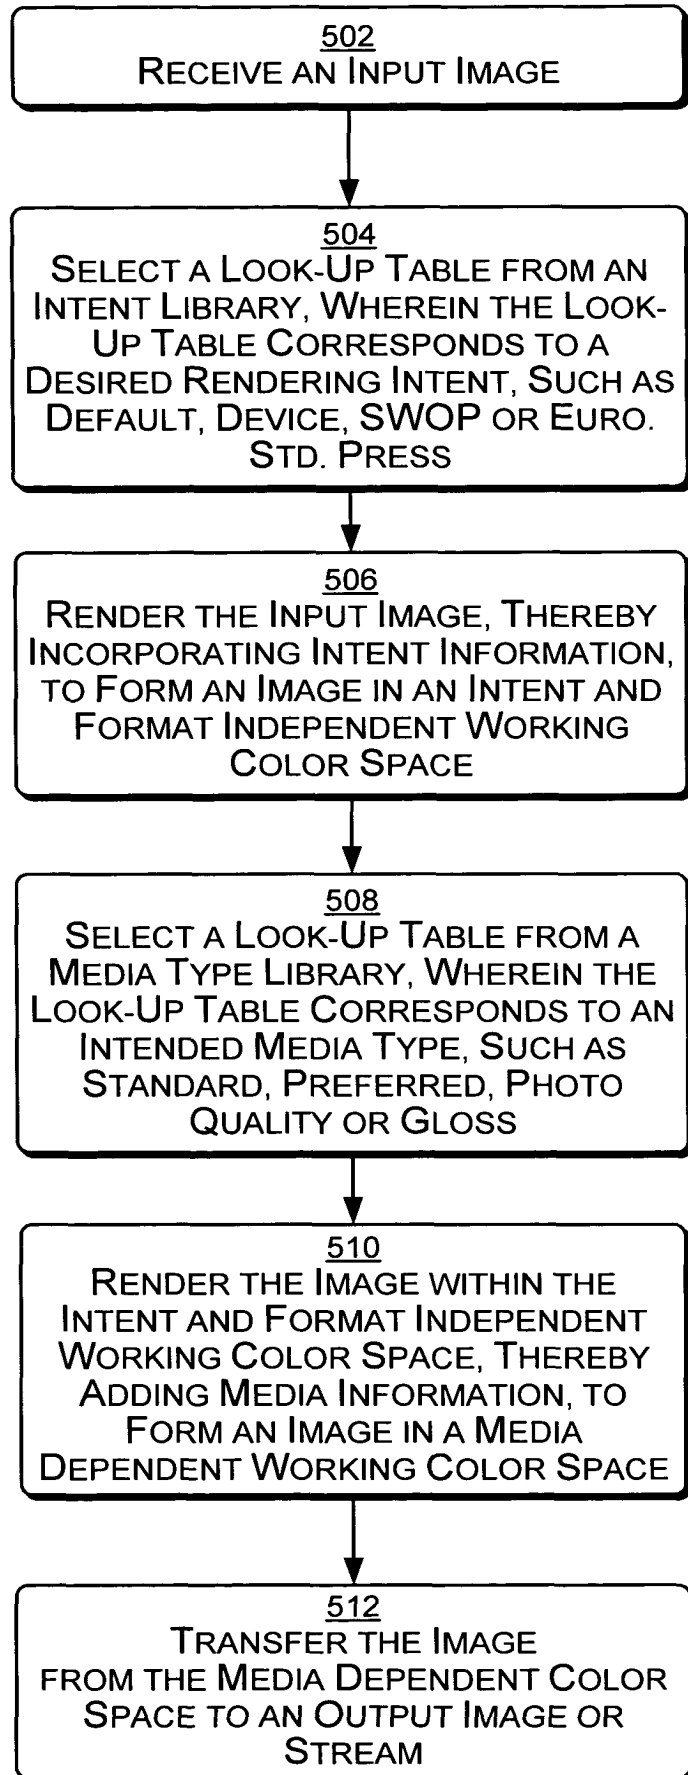 502
RECEIVE AN INPUT IMAGE
504
SELECT A LOOK-UP TABLE FROM AN
INTENT LIBRARY, WHEREIN THE LOOK-
UP TABLE CORRESPONDS TO A
DESIRED RENDERING INTENT, SUCH AS
DEFAULT, DEVICE, SWOP OR EURO.
STD. PRESS
506
RENDER THE INPUT IMAGE, THEREBY
INCORPORATING INTENT INFORMATION,
TO FORM AN IMAGE IN AN INTENT AND
FORMAT INDEPENDENT WORKING
COLOR SPACE
508
SELECT A LOOK-UP TABLE FROM A
MEDIA TYPE LIBRARY, WHEREIN THE
LOOK-UP TABLE CORRESPONDS TO AN
INTENDED MEDIA TYPE, SUCH AS
STANDARD, PREFERRED, PHOTO
QUALITY OR GLOSS
510
RENDER THE IMAGE WITHIN THE
INTENT AND FORMAT INDEPENDENT
WORKING COLOR SPACE, THEREBY
ADDING MEDIA INFORMATION, TO
FORM AN IMAGE IN A MEDIA
DEPENDENT WORKING COLOR SPACE
512
TRANSFER THE IMAGE
FROM THE MEDIA DEPENDENT COLOR
SPACE TO AN OUTPUT IMAGE OR
STREAM